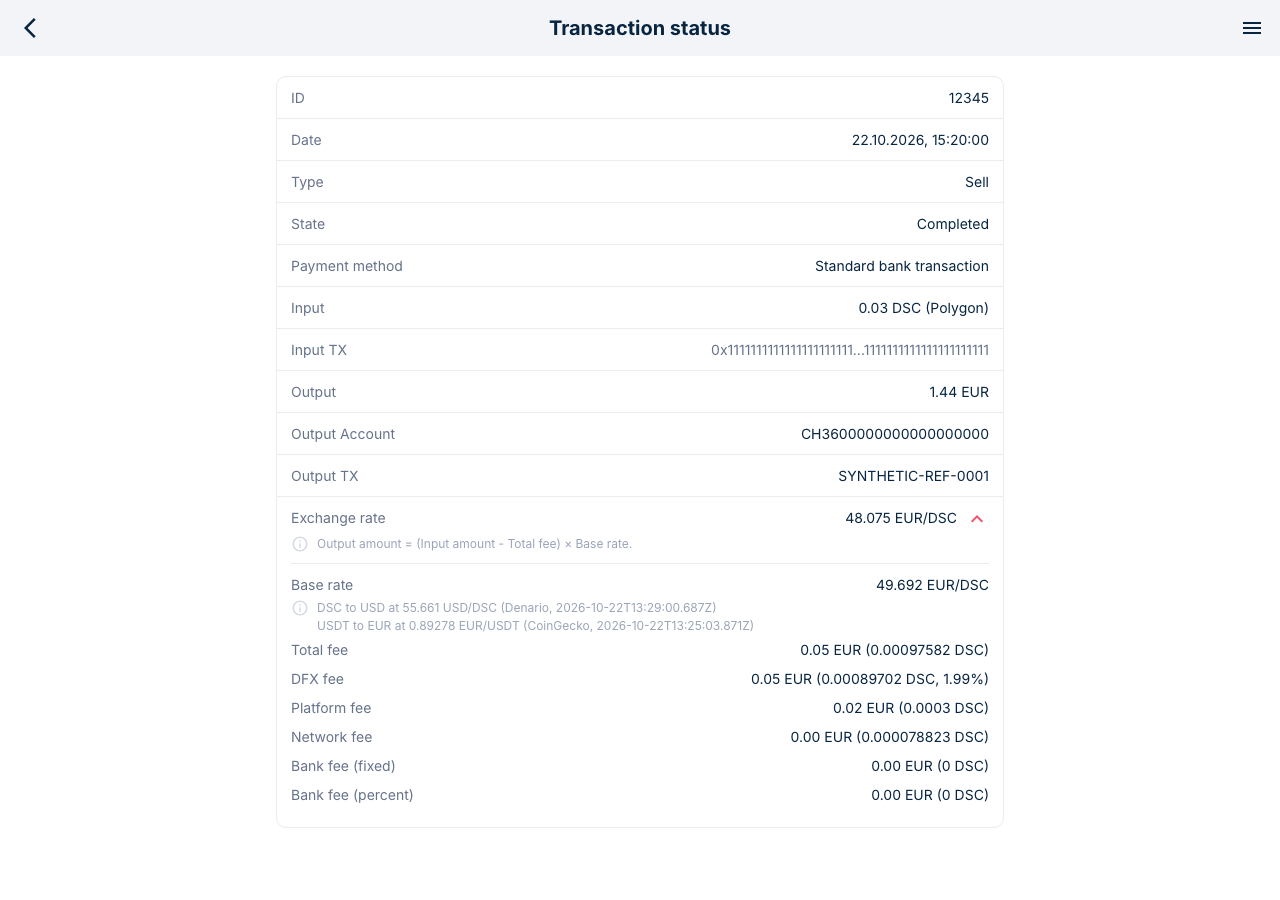 Transaction status
ID 12345
Date 22.10.2026, 15:20:00
Type Sell
State Completed
Payment method Standard bank transaction
Input 0.03 DSC (Polygon)
Input TX 0x1111111111111111111111...1111111111111111111111
Output 1.44 EUR
Output Account CH3600000000000000000
Output TX SYNTHETIC-REF-0001
Exchange rate 48.075 EUR/DSC
Output amount = (Input amount - Total fee) × Base rate.
Base rate 49.692 EUR/DSC
DSC to USD at 55.661 USD/DSC (Denario, 2026-10-22T13:29:00.687Z)
USDT to EUR at 0.89278 EUR/USDT (CoinGecko, 2026-10-22T13:25:03.871Z)
Total fee 0.05 EUR (0.00097582 DSC)
DFX fee 0.05 EUR (0.00089702 DSC, 1.99%)
Platform fee 0.02 EUR (0.0003 DSC)
Network fee 0.00 EUR (0.000078823 DSC)
Bank fee (fixed) 0.00 EUR (0 DSC)
Bank fee (percent) 0.00 EUR (0 DSC)